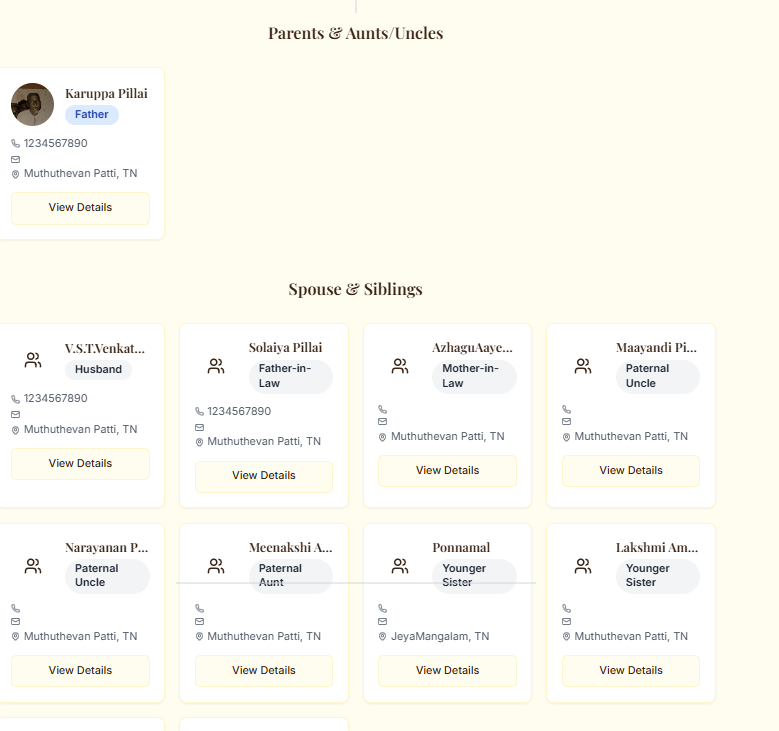 Parents & Aunts/Uncles
Karuppa Pillai
Father
1234567890
Muthuthevan Patti, TN
View Details
Spouse & Siblings
V.S.T.Venkat...
Husband
1234567890
Muthuthevan Patti, TN
View Details
Solaiya Pillai
Father-in-
Law
1234567890
Muthuthevan Patti, TN
View Details
AzhaguAaye...
Mother-in-
Law
Muthuthevan Patti, TN
View Details
Maayandi Pi...
Paternal
Uncle
Muthuthevan Patti, TN
View Details
Narayanan P...
Paternal
Uncle
Muthuthevan Patti, TN
View Details
Meenakshi A...
Paternal
Aunt
Muthuthevan Patti, TN
View Details
Ponnamal
Younger
Sister
JeyaMangalam, TN
View Details
Lakshmi Am...
Younger
Sister
Muthuthevan Patti, TN
View Details